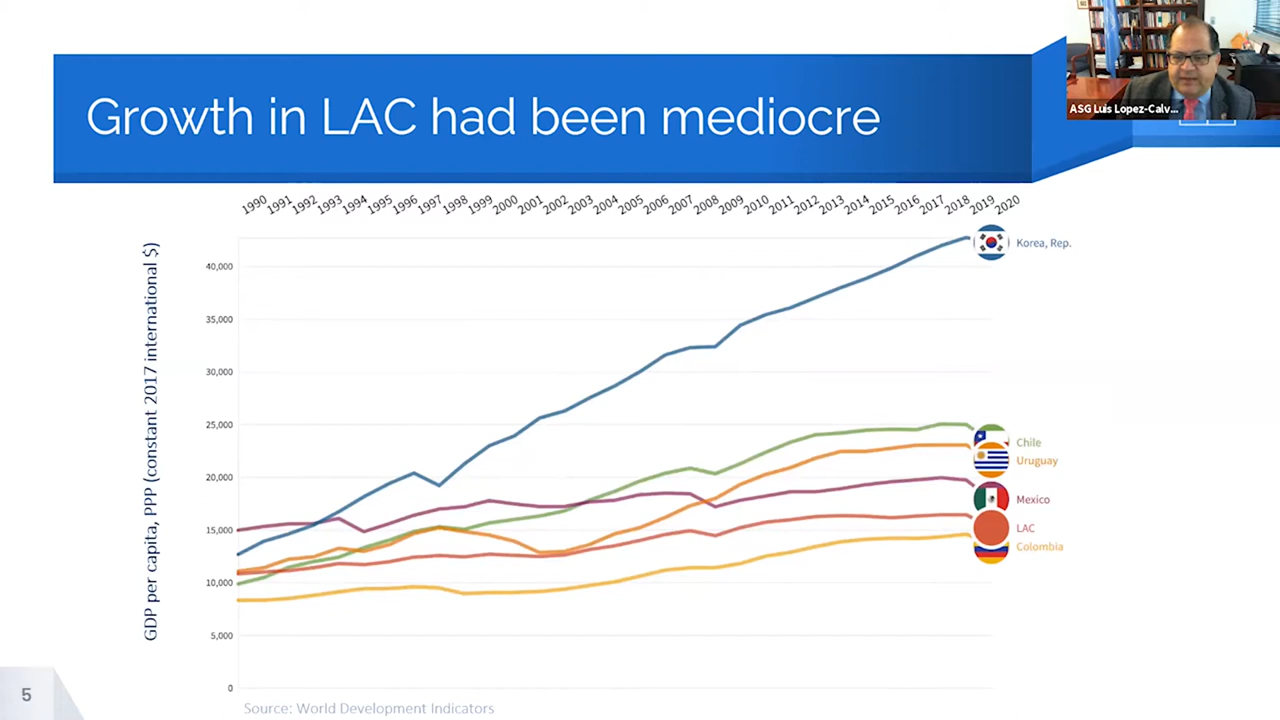 ASG Luis Lopez-Calv...
Growth in LAC had been mediocre
1990 1991 1992 1993 1994 1995 1996 1997 1998 1999 2000 2001 2002 2003 2004 2005 2006 2007 2008 2009 2010 2011 2012 2013 2014 2015 2016 2017 2018 2019 2020
GDP per capita, PPP (constant 2017 international $)
40,000
35,000
30,000
25,000
20,000
15,000
10,000
5,000
0
Korea, Rep.
Chile
Uruguay
Mexico
LAC
Colombia
5
Source: World Development Indicators